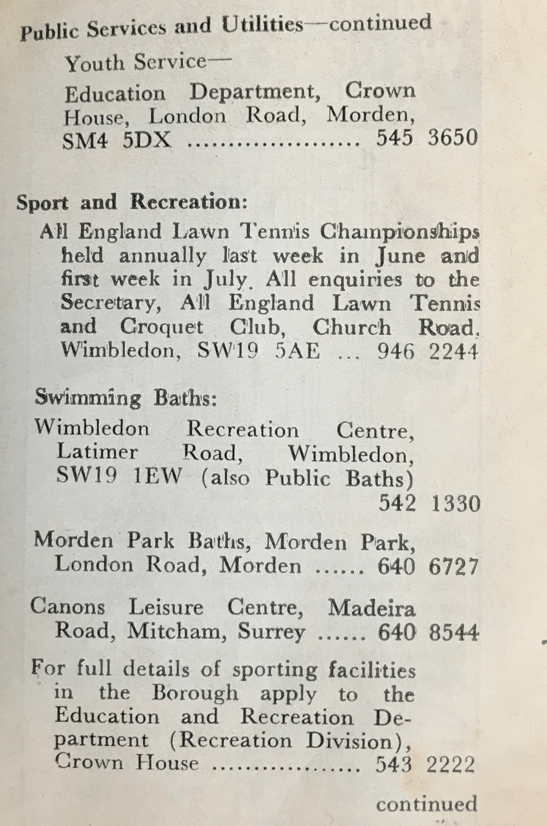 Public Services and Utilities—continued
Youth Service—
Education Department, Crown
House, London Road, Morden,
SM4 5DX ..................... 545 3650
Sport and Recreation:
All England Lawn Tennis Championships
held annually last week in June and
first week in July. All enquiries to the
Secretary, All England Lawn Tennis
and Croquet Club, Church Road,
Wimbledon, SW19 5AE ... 946 2244
Swimming Baths:
Wimbledon Recreation Centre,
Latimer Road, Wimbledon,
SW19 1EW (also Public Baths)
542 1330
Morden Park Baths, Morden Park,
London Road, Morden ...... 640 6727
Canons Leisure Centre, Madeira
Road, Mitcham, Surrey ...... 640 8544
For full details of sporting facilities
in the Borough apply to the
Education and Recreation De-
partment (Recreation Division),
Crown House .................. 543 2222
continued